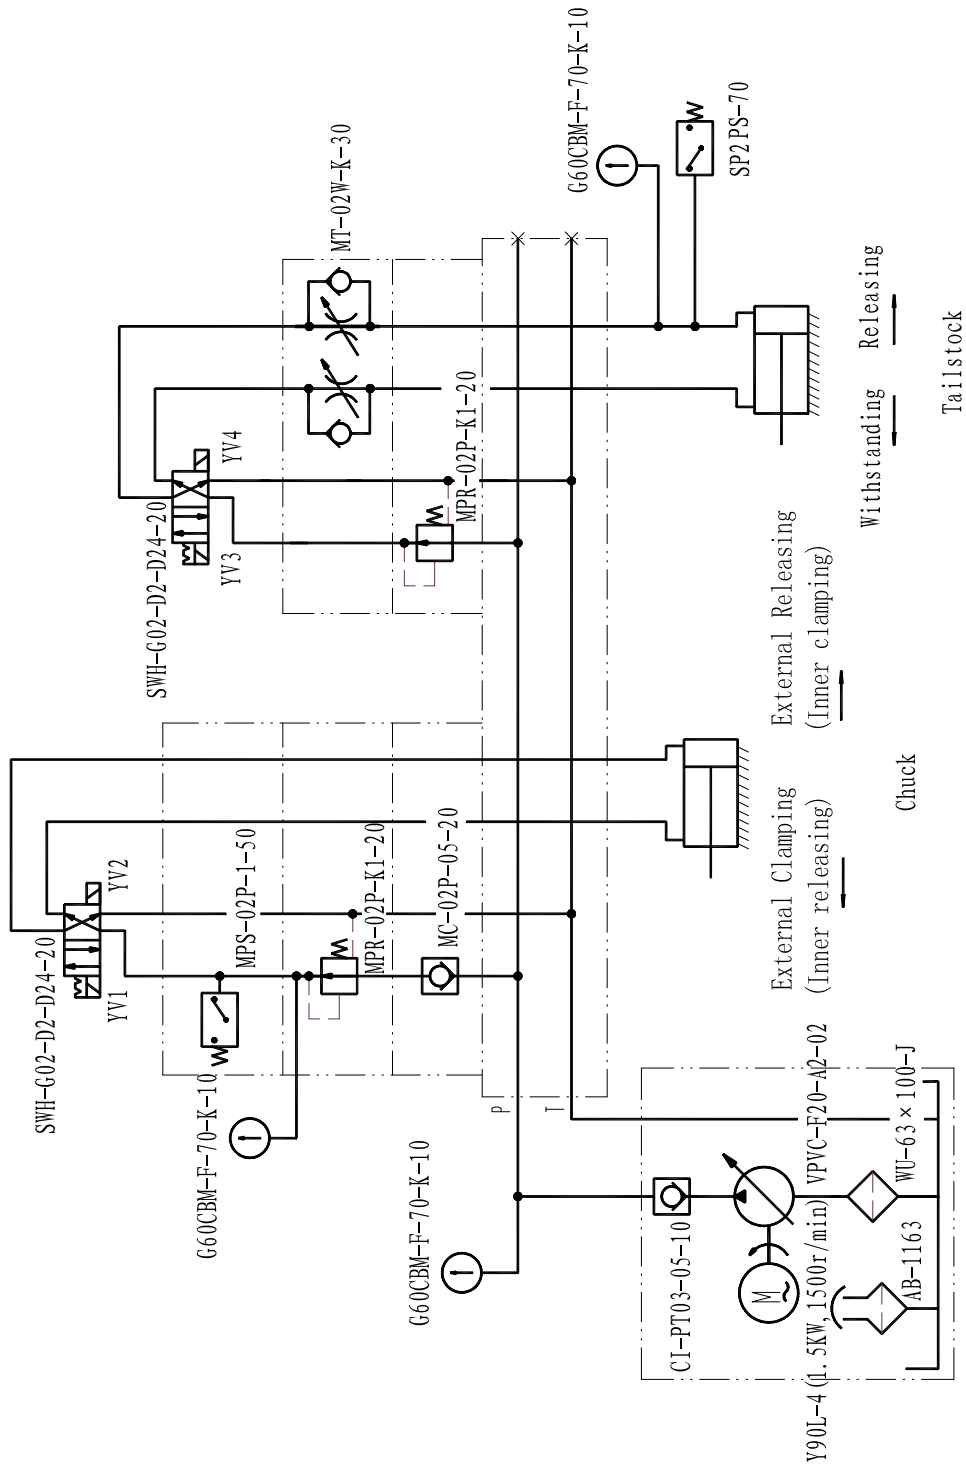 SWH-G02-D2-D24-20
YV1
YV2
MPS-02P-1-50
G60CBM-F-70-K-10
MPR-02P-K1-20
MC-02P-05-20
SWH-G02-D2-D24-20
YV3
YV4
MT-02W-K-30
MPR-02P-K1-20
G60CBM-F-70-K-10
SP2PS-70
G60CBM-F-70-K-10
P
T
CI-PT03-05-10
M
Y90L-4(1.5KW,1500r/min)
VPVC-F20-A2-02
WU-63×100-J
AB-1163
External Clamping
(Inner releasing)
External Releasing
(Inner clamping)
Chuck
Withstanding
Releasing
Tailstock